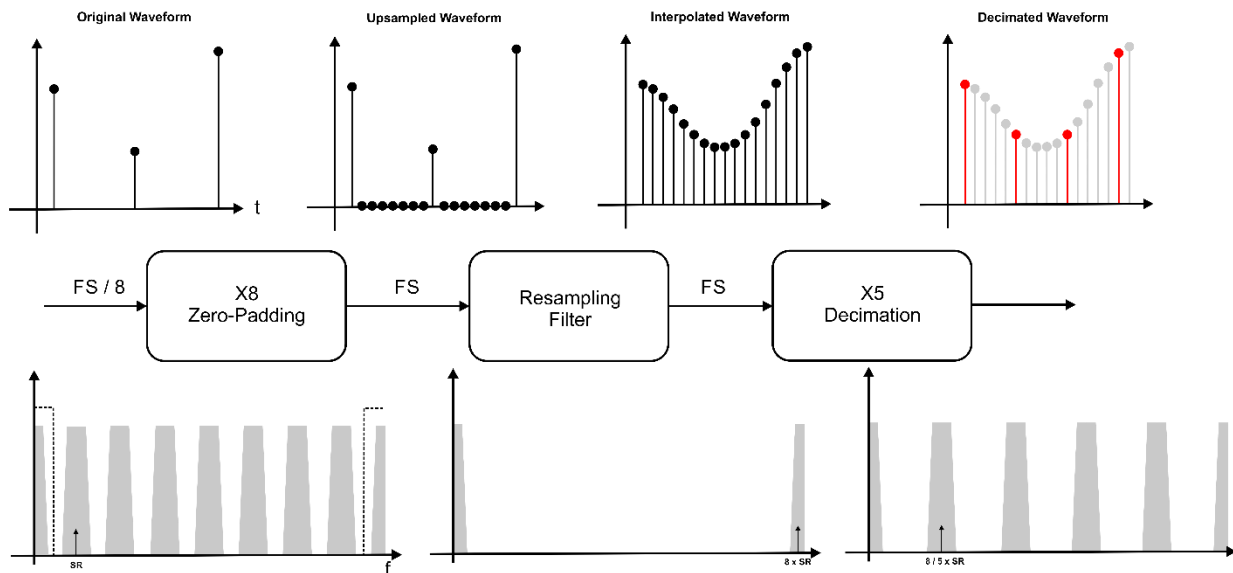 Original Waveform
Upsampled Waveform
Interpolated Waveform
Decimated Waveform
t
FS / 8
X8
Zero-Padding
FS
Resampling
Filter
FS
X5
Decimation
SR
f
8 x SR
8 / 5 x SR